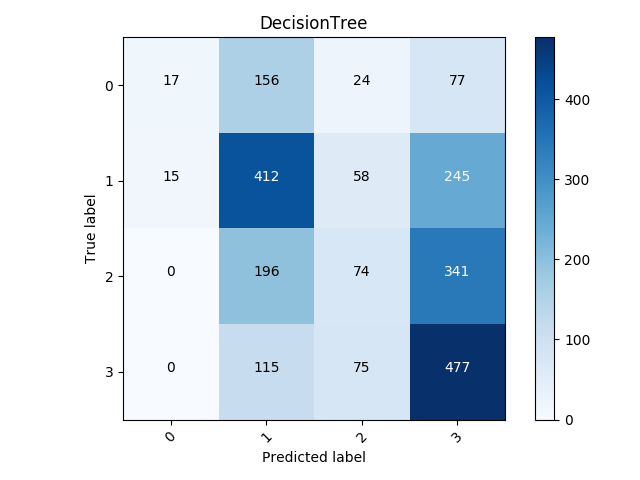 DecisionTree
0 17 156 24 77
1 15 412 58 245
2 0 196 74 341
3 0 115 75 477
0 1 2 3
True label
Predicted label
400
300
200
100
0